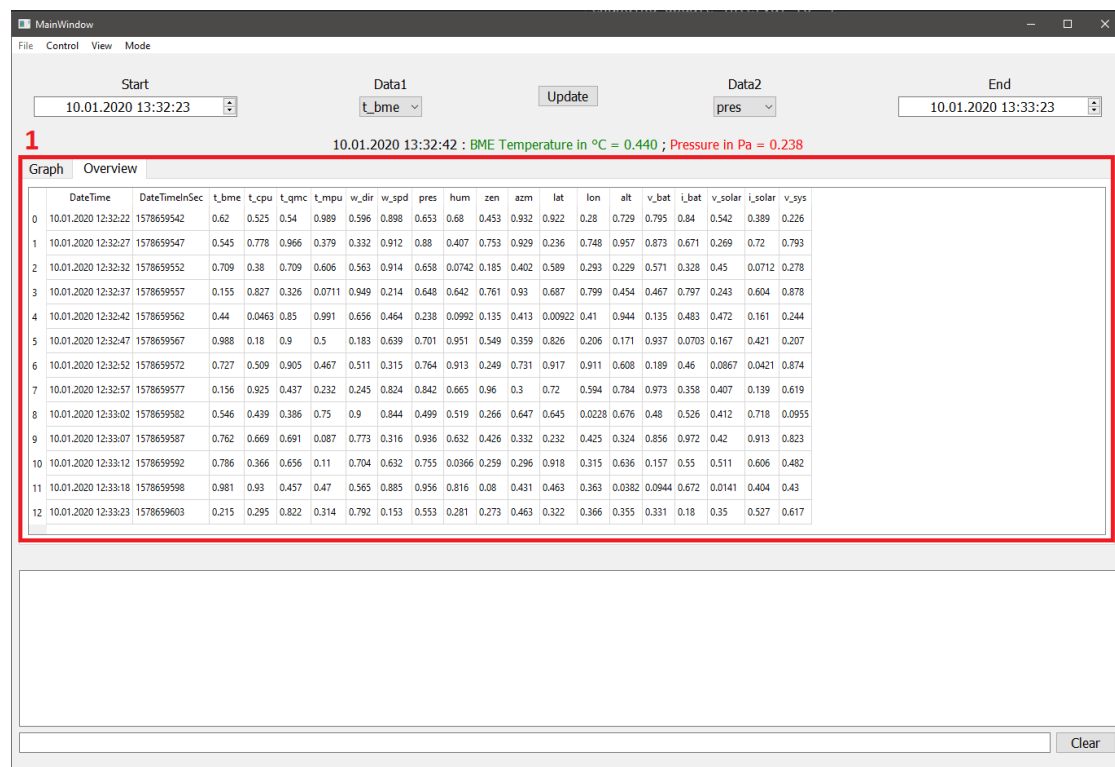 MainWindow
File Control View Mode
Start Data1 Data2 End
10.01.2020 13:32:23 t_bme Update pres 10.01.2020 13:33:23
1 10.01.2020 13:32:42 : BME Temperature in °C = 0.440 ; Pressure in Pa = 0.238
Graph Overview
DateTime DateTimeInSec t_bme t_cpu t_qmc t_mpu w_dir w_spd pres hum zen azm lat lon alt v_bat i_bat v_solar i_solar v_sys
0 10.01.2020 12:32:22 1578659542 0.62 0.525 0.54 0.989 0.596 0.898 0.653 0.68 0.453 0.932 0.922 0.28 0.729 0.795 0.84 0.542 0.389 0.226
1 10.01.2020 12:32:27 1578659547 0.545 0.778 0.966 0.379 0.332 0.912 0.88 0.407 0.753 0.929 0.236 0.748 0.957 0.873 0.671 0.269 0.72 0.793
2 10.01.2020 12:32:32 1578659552 0.709 0.38 0.709 0.606 0.563 0.914 0.658 0.0742 0.185 0.402 0.589 0.293 0.229 0.571 0.328 0.45 0.0712 0.278
3 10.01.2020 12:32:37 1578659557 0.155 0.827 0.326 0.0711 0.949 0.214 0.648 0.642 0.761 0.93 0.687 0.799 0.454 0.467 0.797 0.243 0.604 0.878
4 10.01.2020 12:32:42 1578659562 0.44 0.0463 0.85 0.991 0.656 0.464 0.238 0.0992 0.135 0.413 0.00922 0.41 0.944 0.135 0.483 0.472 0.161 0.244
5 10.01.2020 12:32:47 1578659567 0.988 0.18 0.9 0.5 0.183 0.639 0.701 0.951 0.549 0.359 0.826 0.206 0.171 0.937 0.0703 0.167 0.421 0.207
6 10.01.2020 12:32:52 1578659572 0.727 0.509 0.905 0.467 0.511 0.315 0.764 0.913 0.249 0.731 0.917 0.911 0.608 0.189 0.46 0.0867 0.0421 0.874
7 10.01.2020 12:32:57 1578659577 0.156 0.925 0.437 0.232 0.245 0.824 0.842 0.665 0.96 0.3 0.72 0.594 0.784 0.973 0.358 0.407 0.139 0.619
8 10.01.2020 12:33:02 1578659582 0.546 0.439 0.386 0.75 0.9 0.844 0.499 0.519 0.266 0.647 0.645 0.0228 0.676 0.48 0.526 0.412 0.718 0.0955
9 10.01.2020 12:33:07 1578659587 0.762 0.669 0.691 0.087 0.773 0.316 0.936 0.632 0.426 0.332 0.232 0.425 0.324 0.856 0.972 0.42 0.913 0.823
10 10.01.2020 12:33:12 1578659592 0.786 0.366 0.656 0.11 0.704 0.632 0.755 0.0366 0.259 0.296 0.918 0.315 0.636 0.157 0.55 0.511 0.606 0.482
11 10.01.2020 12:33:18 1578659598 0.981 0.93 0.457 0.47 0.565 0.885 0.956 0.816 0.08 0.431 0.463 0.363 0.0382 0.0944 0.672 0.0141 0.404 0.43
12 10.01.2020 12:33:23 1578659603 0.215 0.295 0.822 0.314 0.792 0.153 0.553 0.281 0.273 0.463 0.322 0.366 0.355 0.331 0.18 0.35 0.527 0.617
Clear